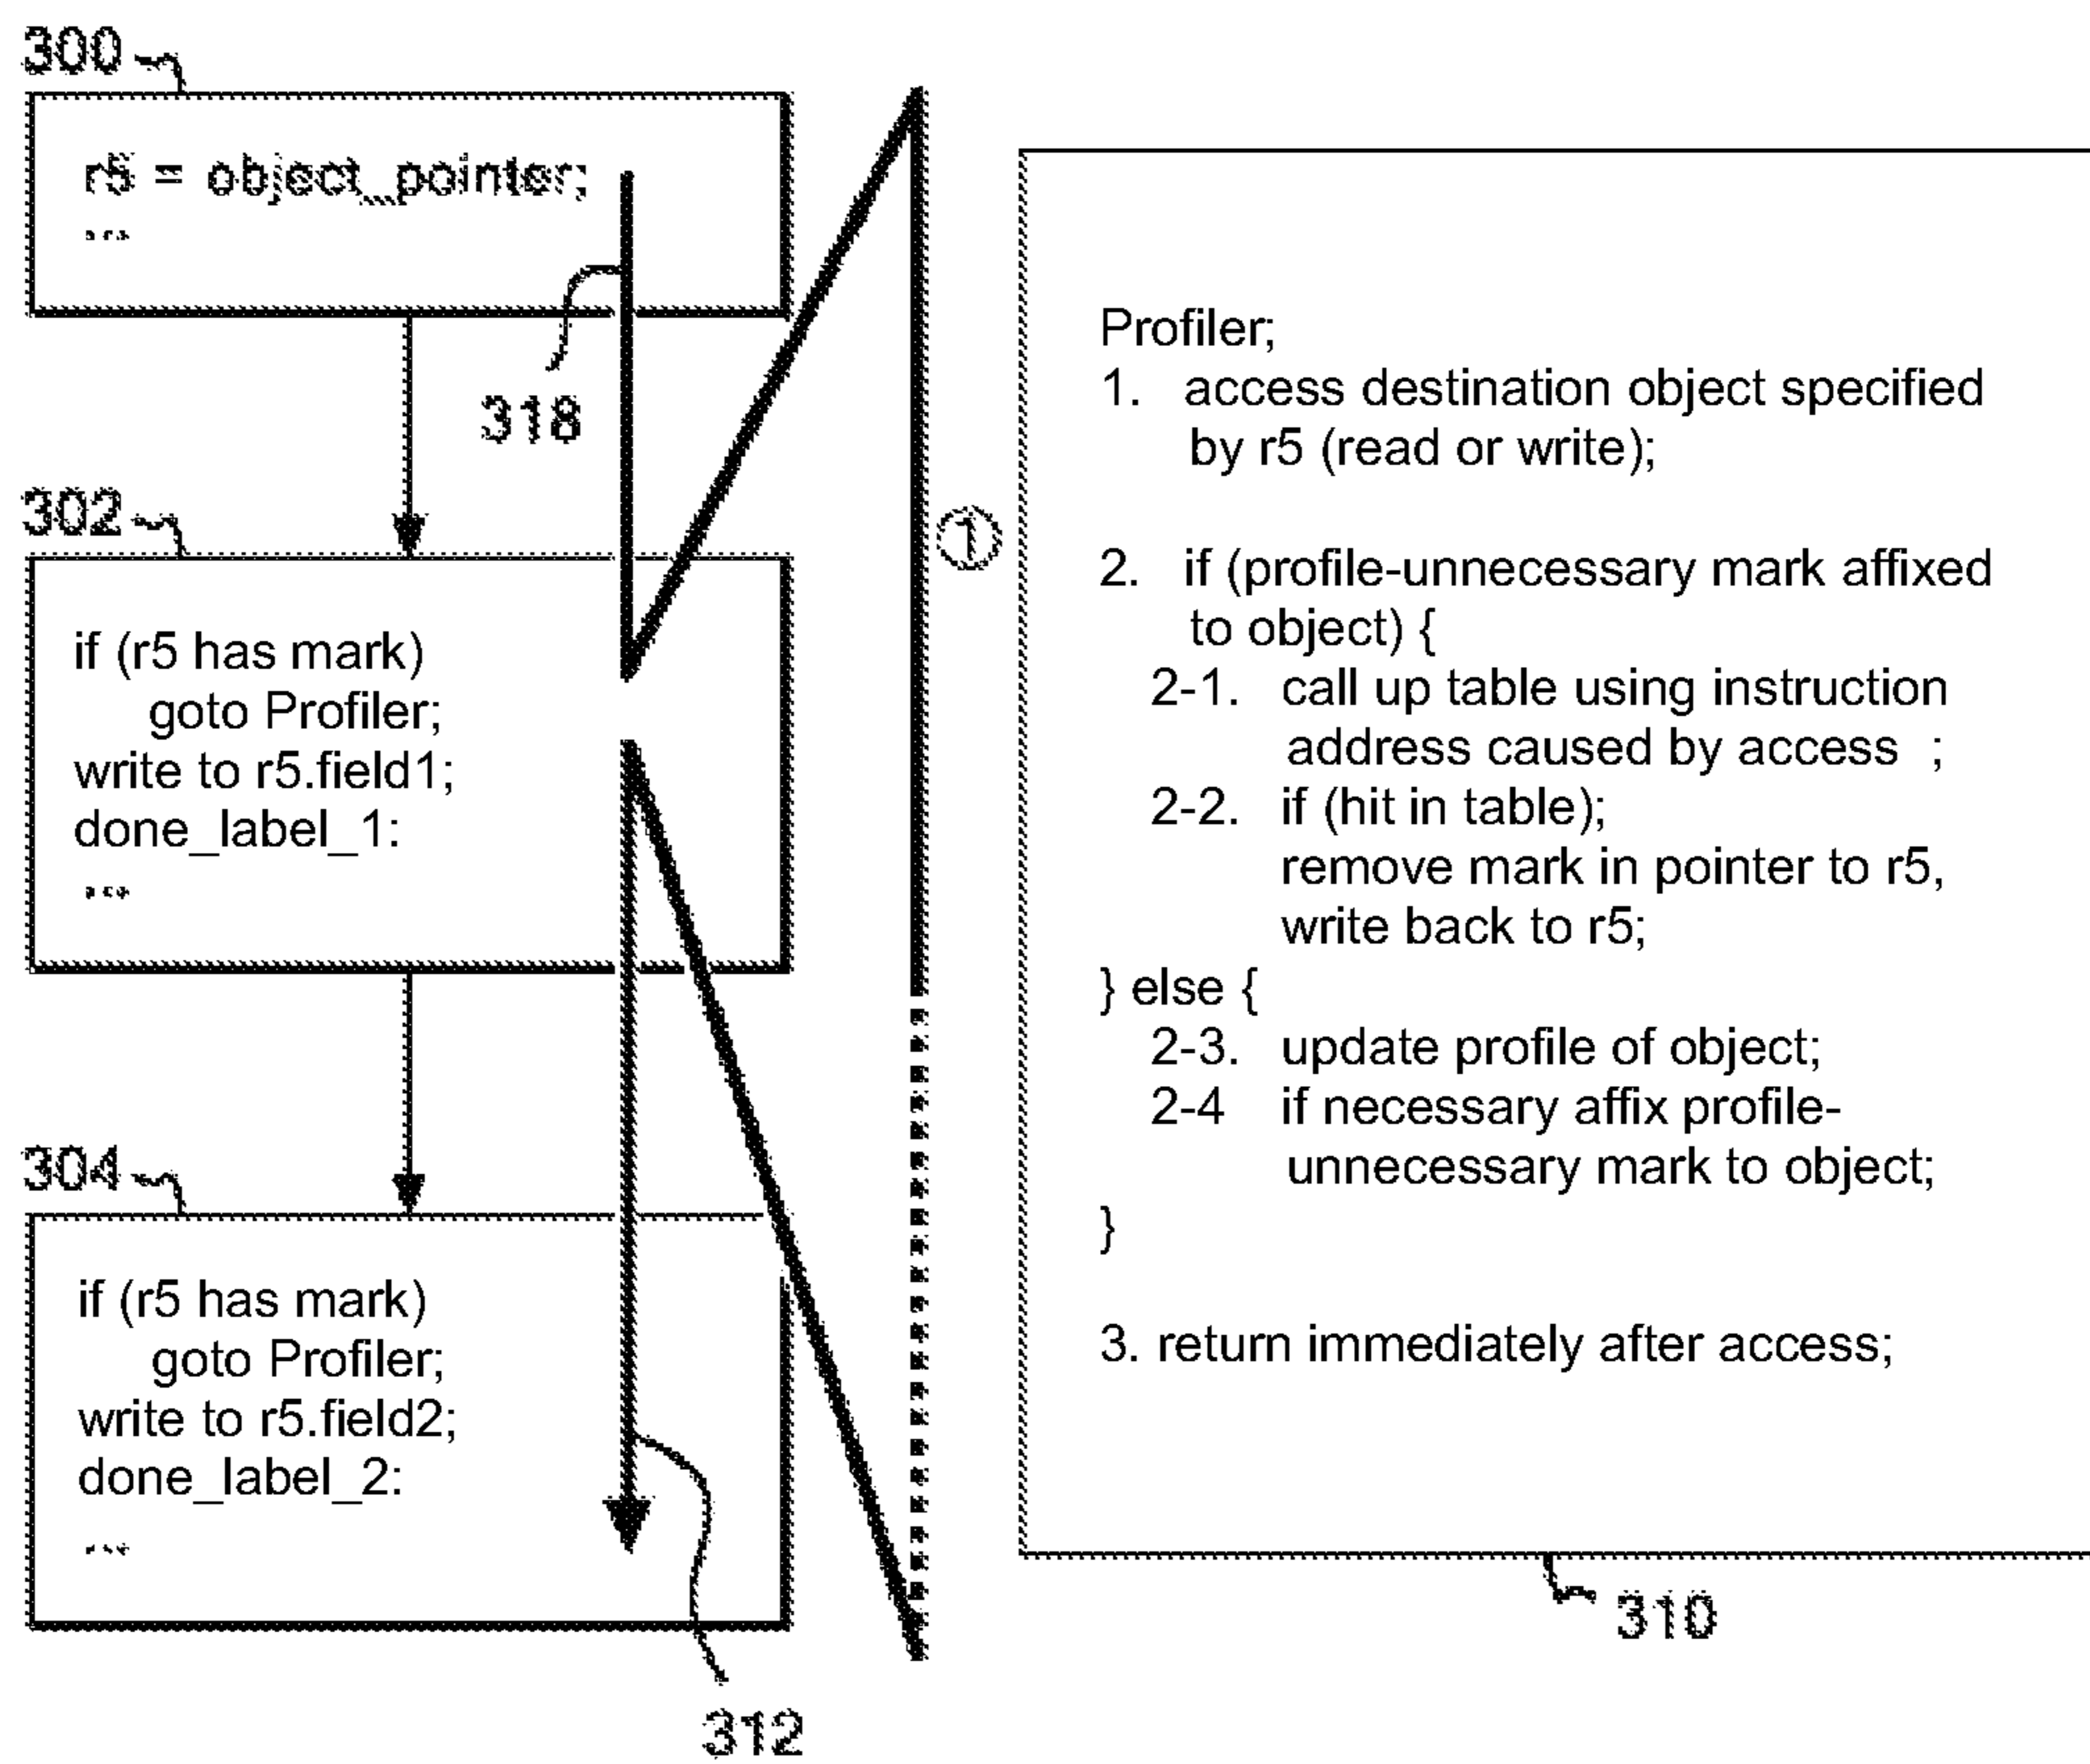 300
r5 = object_pointer;
...
318
302
if (r5 has mark)
goto Profiler;
write to r5.field1;
done_label_1:
...
304
if (r5 has mark)
goto Profiler;
write to r5.field2;
done_label_2:
...
312
①
Profiler;
1. access destination object specified
by r5 (read or write);
2. if (profile-unnecessary mark affixed
to object) {
2-1. call up table using instruction
address caused by access ;
2-2. if (hit in table);
remove mark in pointer to r5,
write back to r5;
} else {
2-3. update profile of object;
2-4 if necessary affix profile-
unnecessary mark to object;
}
3. return immediately after access;
310